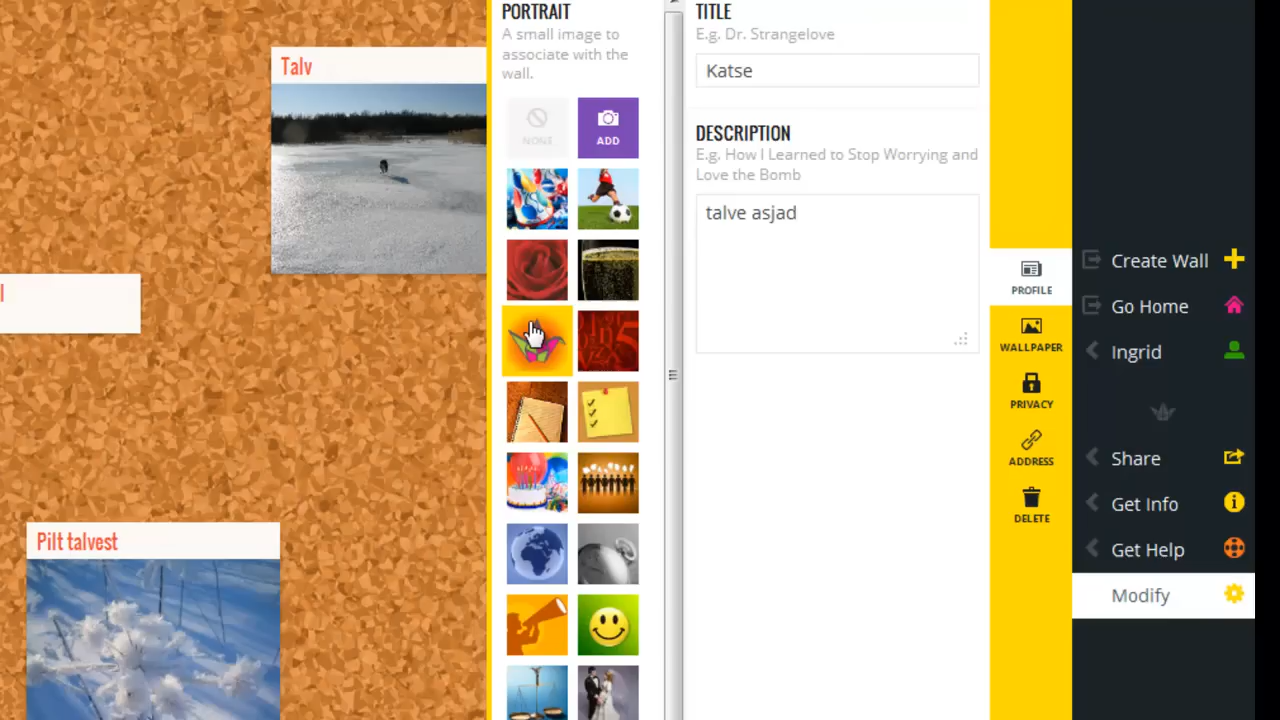 Talv
l
Pilt talvest
PORTRAIT
A small image to
associate with the
wall.
NONE
ADD
TITLE
E.g. Dr. Strangelove
Katse
DESCRIPTION
E.g. How I Learned to Stop Worrying and
Love the Bomb
talve asjad
PROFILE
WALLPAPER
PRIVACY
ADDRESS
DELETE
Create Wall
Go Home
Ingrid
Share
Get Info
Get Help
Modify